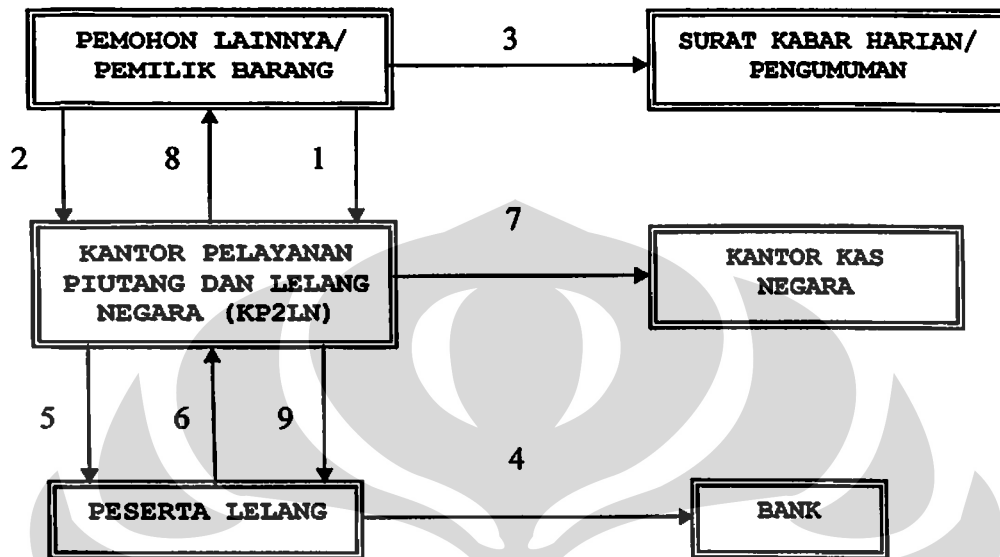 PEMOHON LAINNYA/
PEMILIK BARANG
3
SURAT KABAR HARIAN/
PENGUMUMAN
2
8
1
7
KANTOR PELAYANAN
PIUTANG DAN LELANG
NEGARA (KP2LN)
KANTOR KAS
NEGARA
5
6
9
4
PESERTA LELANG
BANK